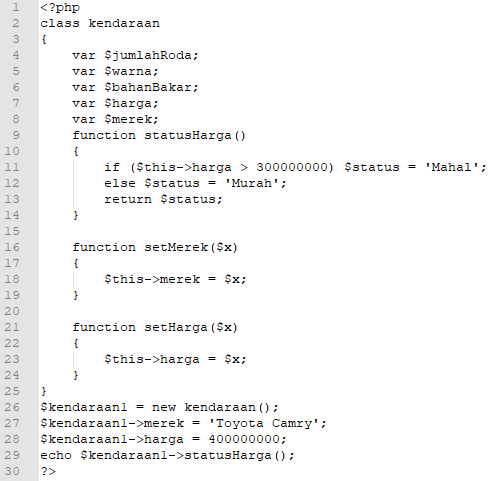 1 <?php
2 class kendaraan
3 {
4 var $jumlahRoda;
5 var $warna;
6 var $bahanBakar;
7 var $harga;
8 var $merek;
9 function statusHarga()
10 {
11 if ($this->harga > 300000000) $status = 'Mahal';
12 else $status = 'Murah';
13 return $status;
14 }
15
16 function setMerek($x)
17 {
18 $this->merek = $x;
19 }
20
21 function setHarga($x)
22 {
23 $this->harga = $x;
24 }
25 }
26 $kendaraan1 = new kendaraan();
27 $kendaraan1->merek = 'Toyota Camry';
28 $kendaraan1->harga = 400000000;
29 echo $kendaraan1->statusHarga();
30 ?>